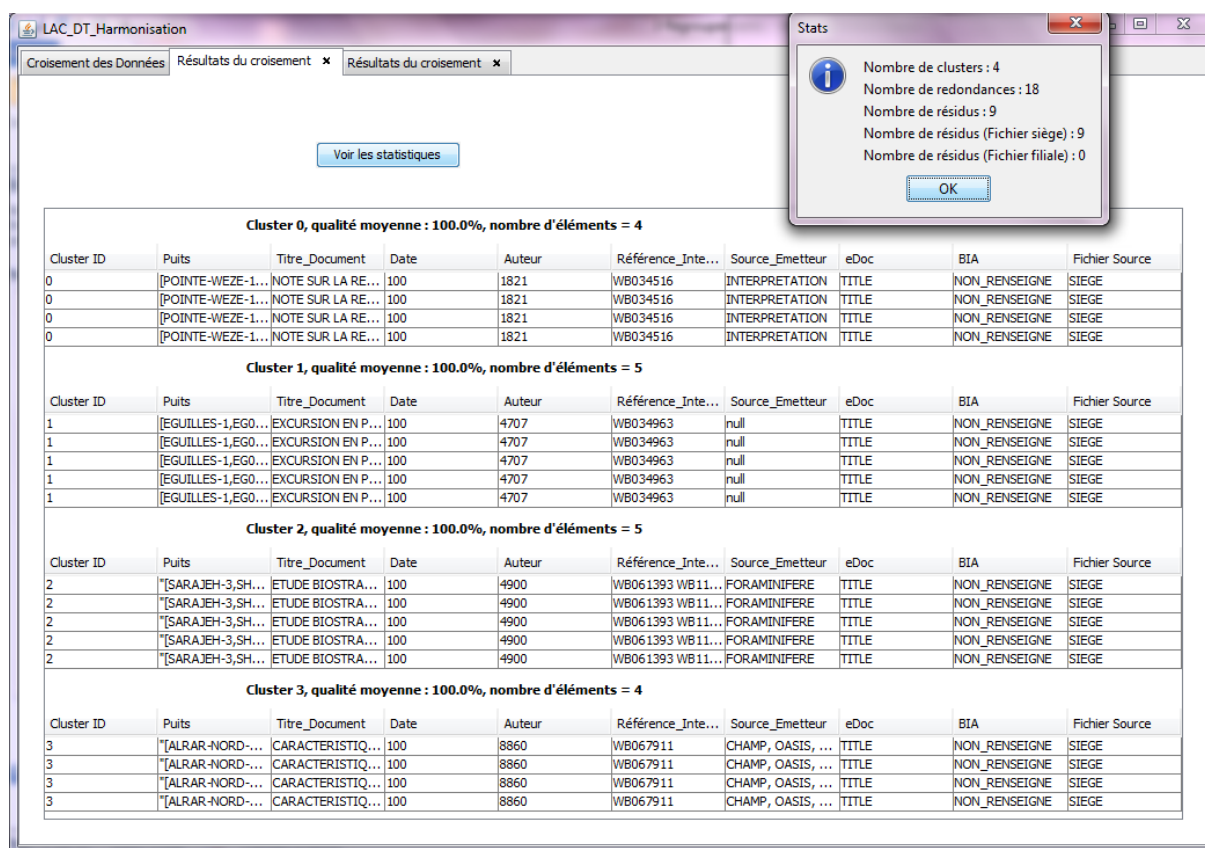 LAC_DT_Harmonisation
Stats
Croisement des Données Résultats du croisement × Résultats du croisement ×
Nombre de clusters : 4
Nombre de redondances : 18
Nombre de résidus : 9
Nombre de résidus (Fichier siège) : 9
Nombre de résidus (Fichier filiale) : 0
OK
Voir les statistiques
Cluster 0, qualité moyenne : 100.0%, nombre d'éléments = 4
Cluster ID Puits Titre_Document Date Auteur Référence_Inte... Source_Emetteur eDoc BIA Fichier Source
0 [POINTE-WEZE-1... NOTE SUR LA RE... 100 1821 WB034516 INTERPRETATION TITLE NON_RENSEIGNE SIEGE
0 [POINTE-WEZE-1... NOTE SUR LA RE... 100 1821 WB034516 INTERPRETATION TITLE NON_RENSEIGNE SIEGE
0 [POINTE-WEZE-1... NOTE SUR LA RE... 100 1821 WB034516 INTERPRETATION TITLE NON_RENSEIGNE SIEGE
0 [POINTE-WEZE-1... NOTE SUR LA RE... 100 1821 WB034516 INTERPRETATION TITLE NON_RENSEIGNE SIEGE
Cluster 1, qualité moyenne : 100.0%, nombre d'éléments = 5
Cluster ID Puits Titre_Document Date Auteur Référence_Inte... Source_Emetteur eDoc BIA Fichier Source
1 [EGUILLES-1,EG0... EXCURSION EN P... 100 4707 WB034963 null TITLE NON_RENSEIGNE SIEGE
1 [EGUILLES-1,EG0... EXCURSION EN P... 100 4707 WB034963 null TITLE NON_RENSEIGNE SIEGE
1 [EGUILLES-1,EG0... EXCURSION EN P... 100 4707 WB034963 null TITLE NON_RENSEIGNE SIEGE
1 [EGUILLES-1,EG0... EXCURSION EN P... 100 4707 WB034963 null TITLE NON_RENSEIGNE SIEGE
1 [EGUILLES-1,EG0... EXCURSION EN P... 100 4707 WB034963 null TITLE NON_RENSEIGNE SIEGE
Cluster 2, qualité moyenne : 100.0%, nombre d'éléments = 5
Cluster ID Puits Titre_Document Date Auteur Référence_Inte... Source_Emetteur eDoc BIA Fichier Source
2 "[SARAJEH-3,SH... ETUDE BIOSTRA... 100 4900 WB061393 WB11... FORAMINIFERE TITLE NON_RENSEIGNE SIEGE
2 "[SARAJEH-3,SH... ETUDE BIOSTRA... 100 4900 WB061393 WB11... FORAMINIFERE TITLE NON_RENSEIGNE SIEGE
2 "[SARAJEH-3,SH... ETUDE BIOSTRA... 100 4900 WB061393 WB11... FORAMINIFERE TITLE NON_RENSEIGNE SIEGE
2 "[SARAJEH-3,SH... ETUDE BIOSTRA... 100 4900 WB061393 WB11... FORAMINIFERE TITLE NON_RENSEIGNE SIEGE
2 "[SARAJEH-3,SH... ETUDE BIOSTRA... 100 4900 WB061393 WB11... FORAMINIFERE TITLE NON_RENSEIGNE SIEGE
Cluster 3, qualité moyenne : 100.0%, nombre d'éléments = 4
Cluster ID Puits Titre_Document Date Auteur Référence_Inte... Source_Emetteur eDoc BIA Fichier Source
3 "[ALRAR-NORD-... CARACTERISTIQ... 100 8860 WB067911 CHAMP, OASIS, ... TITLE NON_RENSEIGNE SIEGE
3 "[ALRAR-NORD-... CARACTERISTIQ... 100 8860 WB067911 CHAMP, OASIS, ... TITLE NON_RENSEIGNE SIEGE
3 "[ALRAR-NORD-... CARACTERISTIQ... 100 8860 WB067911 CHAMP, OASIS, ... TITLE NON_RENSEIGNE SIEGE
3 "[ALRAR-NORD-... CARACTERISTIQ... 100 8860 WB067911 CHAMP, OASIS, ... TITLE NON_RENSEIGNE SIEGE